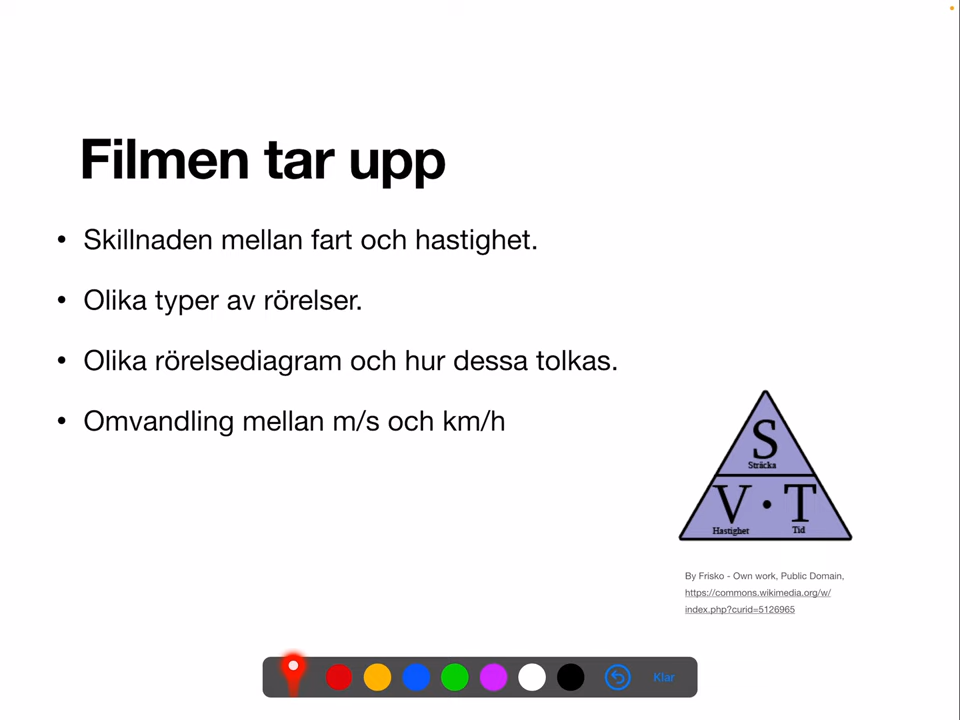 Filmen tar upp
• Skillnaden mellan fart och hastighet.
• Olika typer av rörelser.
• Olika rörelsediagram och hur dessa tolkas.
• Omvandling mellan m/s och km/h
S
Sträcka
V · T
Hastighet Tid
By Frisko - Own work, Public Domain,
https://commons.wikimedia.org/w/
index.php?curid=5126965
Klar